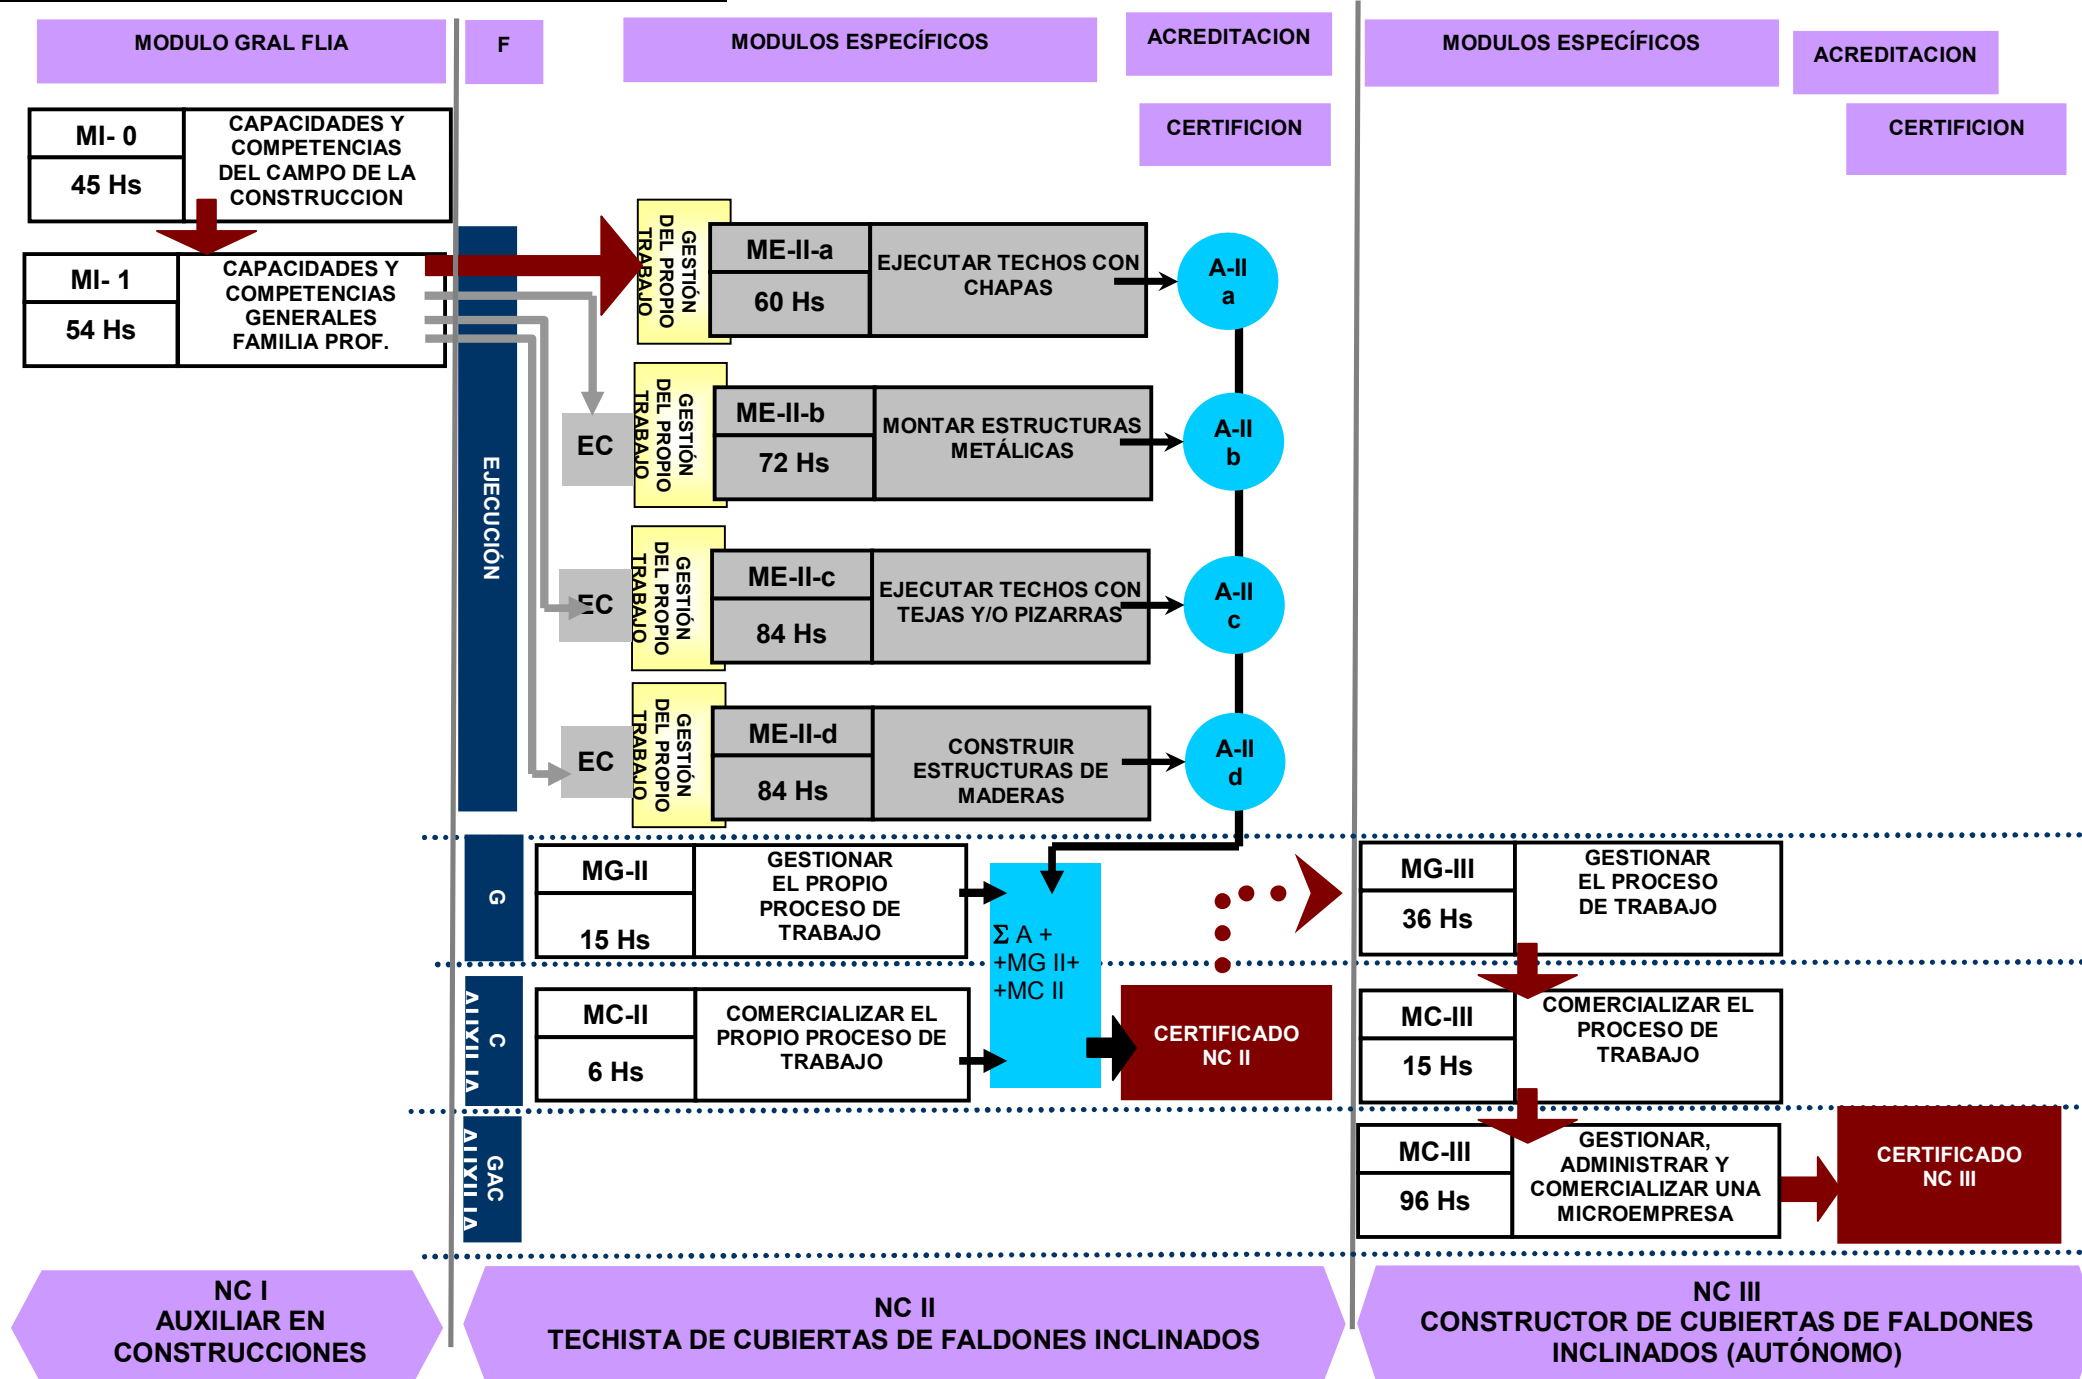 MODULO GRAL FLIA
F
MODULOS ESPECÍFICOS
ACREDITACION
MODULOS ESPECÍFICOS
ACREDITACION
CERTIFICION
CERTIFICION
MI- 0
45 Hs
CAPACIDADES Y
COMPETENCIAS
DEL CAMPO DE LA
CONSTRUCCION
MI- 1
54 Hs
CAPACIDADES Y
COMPETENCIAS
GENERALES
FAMILIA PROF.
EJECUCIÓN
GESTIÓN
DEL PROPIO
TRABAJO
ME-II-a
60 Hs
EJECUTAR TECHOS CON
CHAPAS
A-II
a
EC
GESTIÓN
DEL PROPIO
TRABAJO
ME-II-b
72 Hs
MONTAR ESTRUCTURAS
METÁLICAS
A-II
b
EC
GESTIÓN
DEL PROPIO
TRABAJO
ME-II-c
84 Hs
EJECUTAR TECHOS CON
TEJAS Y/O PIZARRAS
A-II
c
EC
GESTIÓN
DEL PROPIO
TRABAJO
ME-II-d
84 Hs
CONSTRUIR
ESTRUCTURAS DE
MADERAS
A-II
d
G
MG-II
15 Hs
GESTIONAR
EL PROPIO
PROCESO DE
TRABAJO
Σ A +
+MG II+
+MC II
MG-III
36 Hs
GESTIONAR
EL PROCESO
DE TRABAJO
C
MC-II
6 Hs
COMERCIALIZAR EL
PROPIO PROCESO DE
TRABAJO
CERTIFICADO
NC II
MC-III
15 Hs
COMERCIALIZAR EL
PROCESO DE
TRABAJO
GAC
MC-III
96 Hs
GESTIONAR,
ADMINISTRAR Y
COMERCIALIZAR UNA
MICROEMPRESA
CERTIFICADO
NC III
NC I
AUXILIAR EN
CONSTRUCCIONES
NC II
TECHISTA DE CUBIERTAS DE FALDONES INCLINADOS
NC III
CONSTRUCTOR DE CUBIERTAS DE FALDONES
INCLINADOS (AUTÓNOMO)